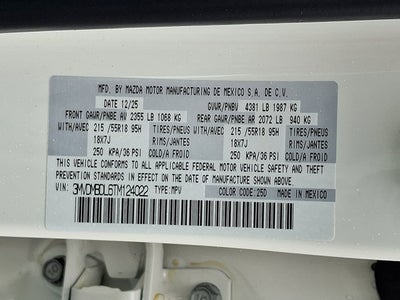 MFD. BY MAZDA MOTOR MANUFACTURING DE MEXICO S.A. DE C.V.
DATE 12/25 GVWR/PNBV 4381 LB 1987 KG
FRONT GAWR/PNBE AV 2355 LB 1068 KG REAR GAWR/PNBE AR 2072 LB 940 KG
WITH/AVEC 215/55R18 95H TIRES/PNEUS WITH/AVEC 215/55R18 95H TIRES/PNEUS
18X7J RIMS/JANTES 18X7J RIMS/JANTES
250 KPA/36 PSI COLD/FROID 250 KPA/36 PSI COLD/FROID
THIS VEHICLE CONFORMS TO ALL APPLICABLE FEDERAL MOTOR VEHICLE SAFETY AND THEFT
PREVENTION STANDARDS IN EFFECT ON THE DATE OF MANUFACTURE SHOWN ABOVE.
VIN: 3MVDMBDL6TM124022 TYPE: MPV
COLOR CODE: 25D MADE IN MEXICO